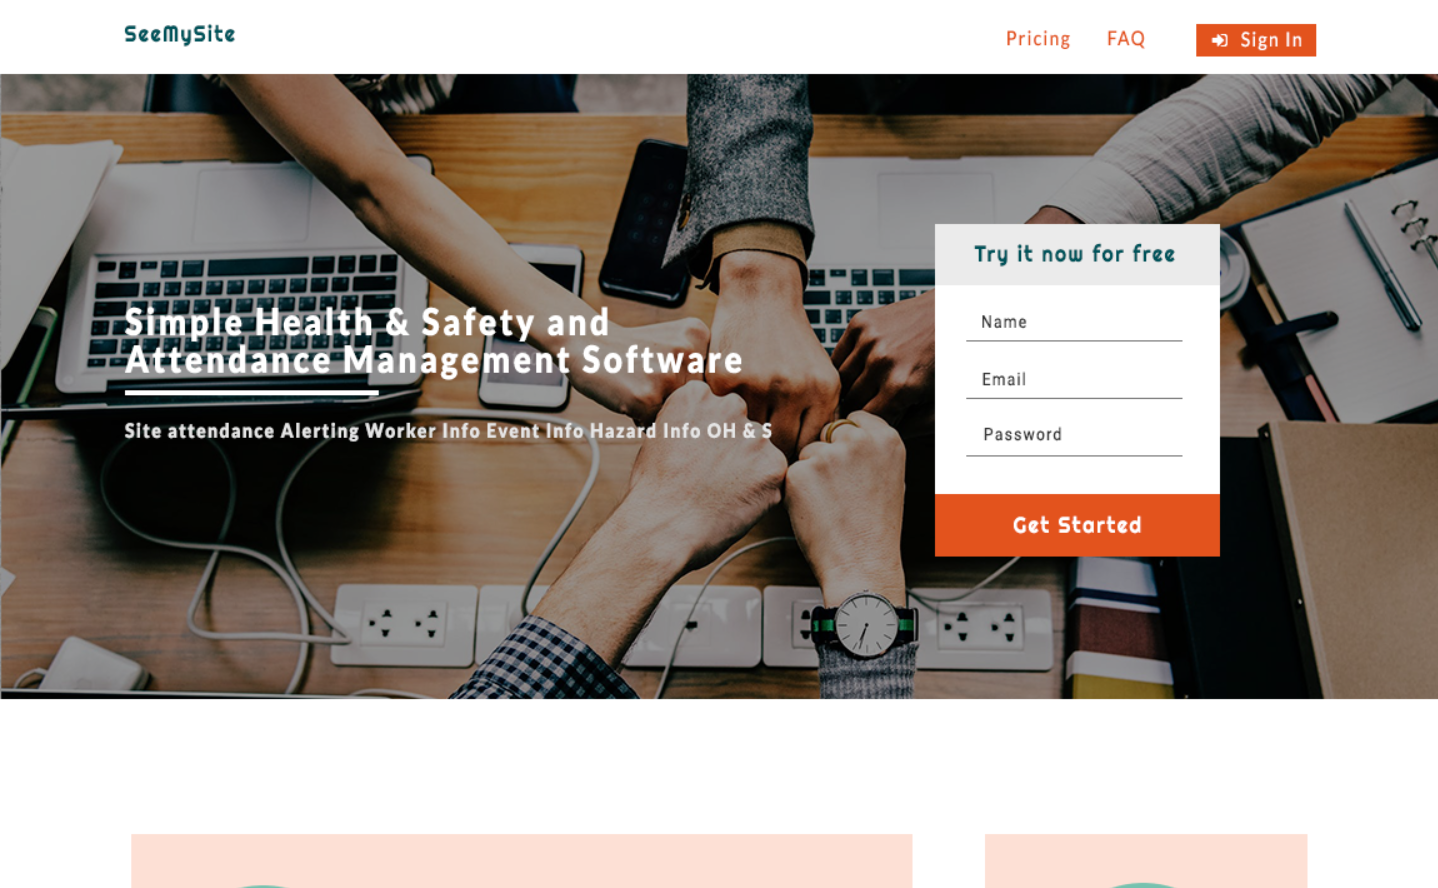 SeeMySite
Pricing
FAQ
Sign In
Simple Health & Safety and
Attendance Management Software
Site attendance Alerting Worker Info Event Info Hazard Info OH & S
Try it now for free
Name
Email
Password
Get Started